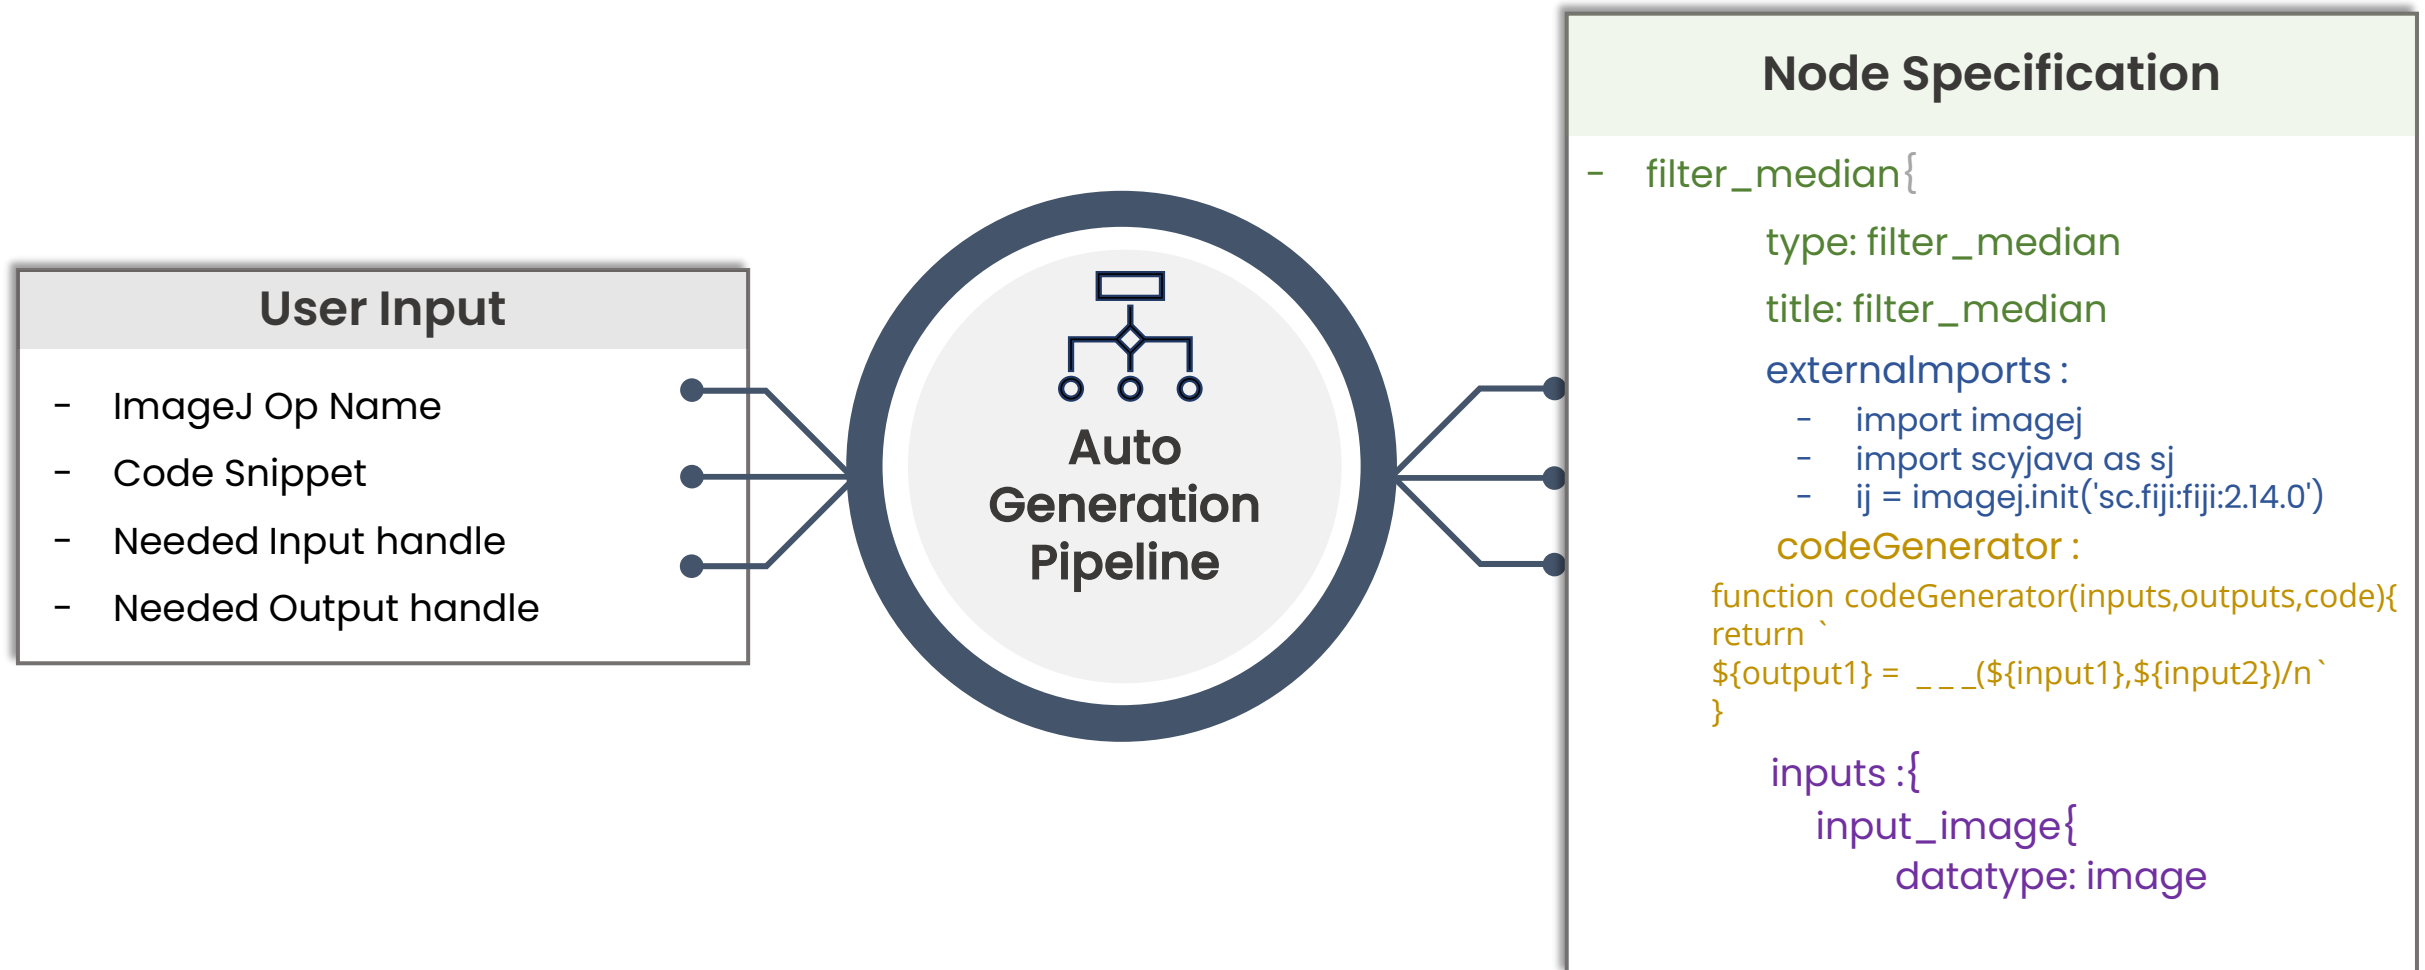 User Input
- ImageJ Op Name
- Code Snippet
- Needed Input handle
- Needed Output handle
Auto
Generation
Pipeline
Node Specification
- filter_median{
type: filter_median
title: filter_median
externalImports :
- import imagej
- import scyjava as sj
- ij = imagej.init('sc.fiji:fiji:2.14.0')
codeGenerator :
function codeGenerator(inputs,outputs,code){
return `
${output1} = _ _ _(${input1},${input2})/n`
}
inputs :{
input_image{
datatype: image